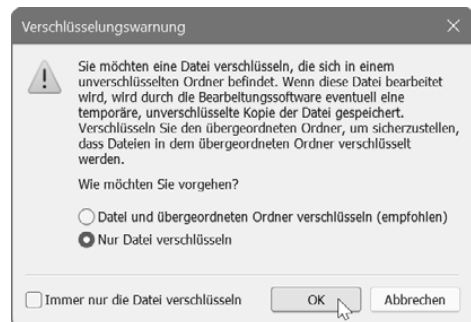 Verschlüsselungswarnung
Sie möchten eine Datei verschlüsseln, die sich in einem
unverschlüsselten Ordner befindet. Wenn diese Datei bearbeitet
wird, wird durch die Bearbeitungssoftware eventuell eine
temporäre, unverschlüsselte Kopie der Datei gespeichert.
Verschlüsseln Sie den übergeordneten Ordner, um sicherzustellen,
dass Dateien in dem übergeordneten Ordner verschlüsselt
werden.
Wie möchten Sie vorgehen?
Datei und übergeordneten Ordner verschlüsseln (empfohlen)
Nur Datei verschlüsseln
Immer nur die Datei verschlüsseln
OK
Abbrechen